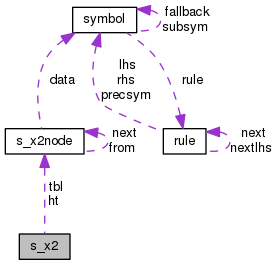 symbol
fallback
subsym
data
lhs
rhs
precsym
rule
s_x2node
next
from
rule
next
nextlhs
tbl
ht
s_x2